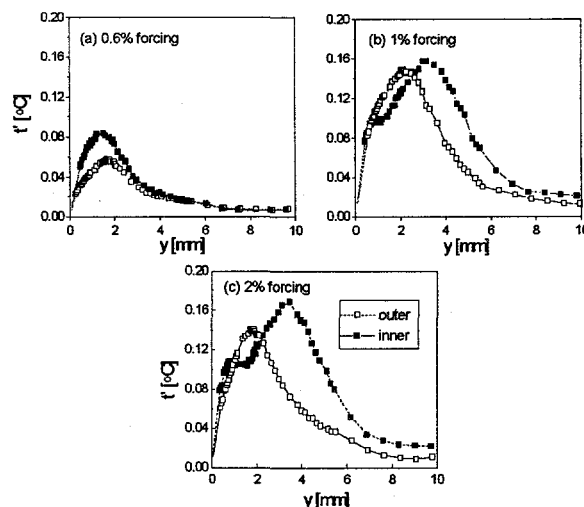 (a) 0.6% forcing
(b) 1% forcing
t' [oC]
0.20
0.16
0.12
0.08
0.04
0.00
0 2 4 6 8 10
y [mm]
0.20
0.16
0.12
0.08
0.04
0.00
0 2 4 6 8 10
y [mm]
(c) 2% forcing
t' [oC]
0.20
0.16
0.12
0.08
0.04
0.00
0 2 4 6 8 10
y [mm]
outer
inner